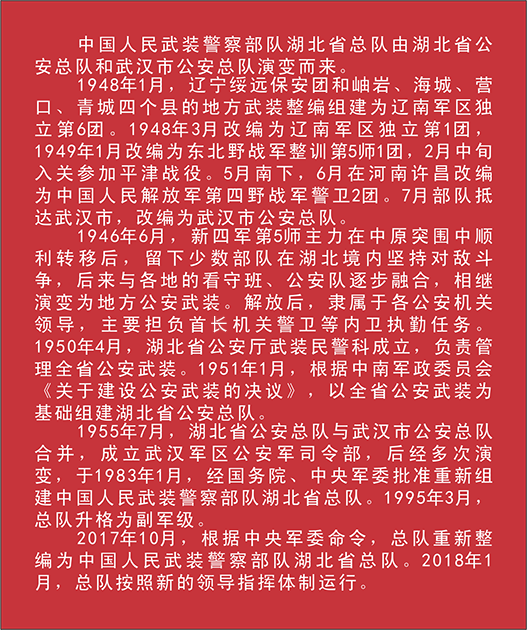 中国人民武装警察部队湖北省总队由湖北省公
安总队和武汉市公安总队演变而来。
1948年1月，辽宁绥远保安团和岫岩、海城、营
口、青城四个县的地方武装整编组建为辽南军区独
立第6团。1948年3月改编为辽南军区独立第1团，
1949年1月改编为东北野战军整训第5师1团，2月中旬
入关参加平津战役。5月南下，6月在河南许昌改编
为中国人民解放军第四野战军警卫2团。7月部队抵
达武汉市，改编为武汉市公安总队。
1946年6月，新四军第5师主力在中原突围中顺
利转移后，留下少数部队在湖北境内坚持对敌斗
争，后来与各地的看守班、公安队逐步融合，相继
演变为地方公安武装。解放后，隶属于各公安机关
领导，主要担负首长机关警卫等内卫执勤任务。
1950年4月，湖北省公安厅武装民警科成立，负责管
理全省公安武装。1951年1月，根据中南军政委员会
《关于建设公安武装的决议》，以全省公安武装为
基础组建湖北省公安总队。
1955年7月，湖北省公安总队与武汉市公安总队
合并，成立武汉军区公安军司令部，后经多次演
变，于1983年1月，经国务院、中央军委批准重新组
建中国人民武装警察部队湖北省总队。1995年3月，
总队升格为副军级。
2017年10月，根据中央军委命令，总队重新整
编为中国人民武装警察部队湖北省总队。2018年1
月，总队按照新的领导指挥体制运行。